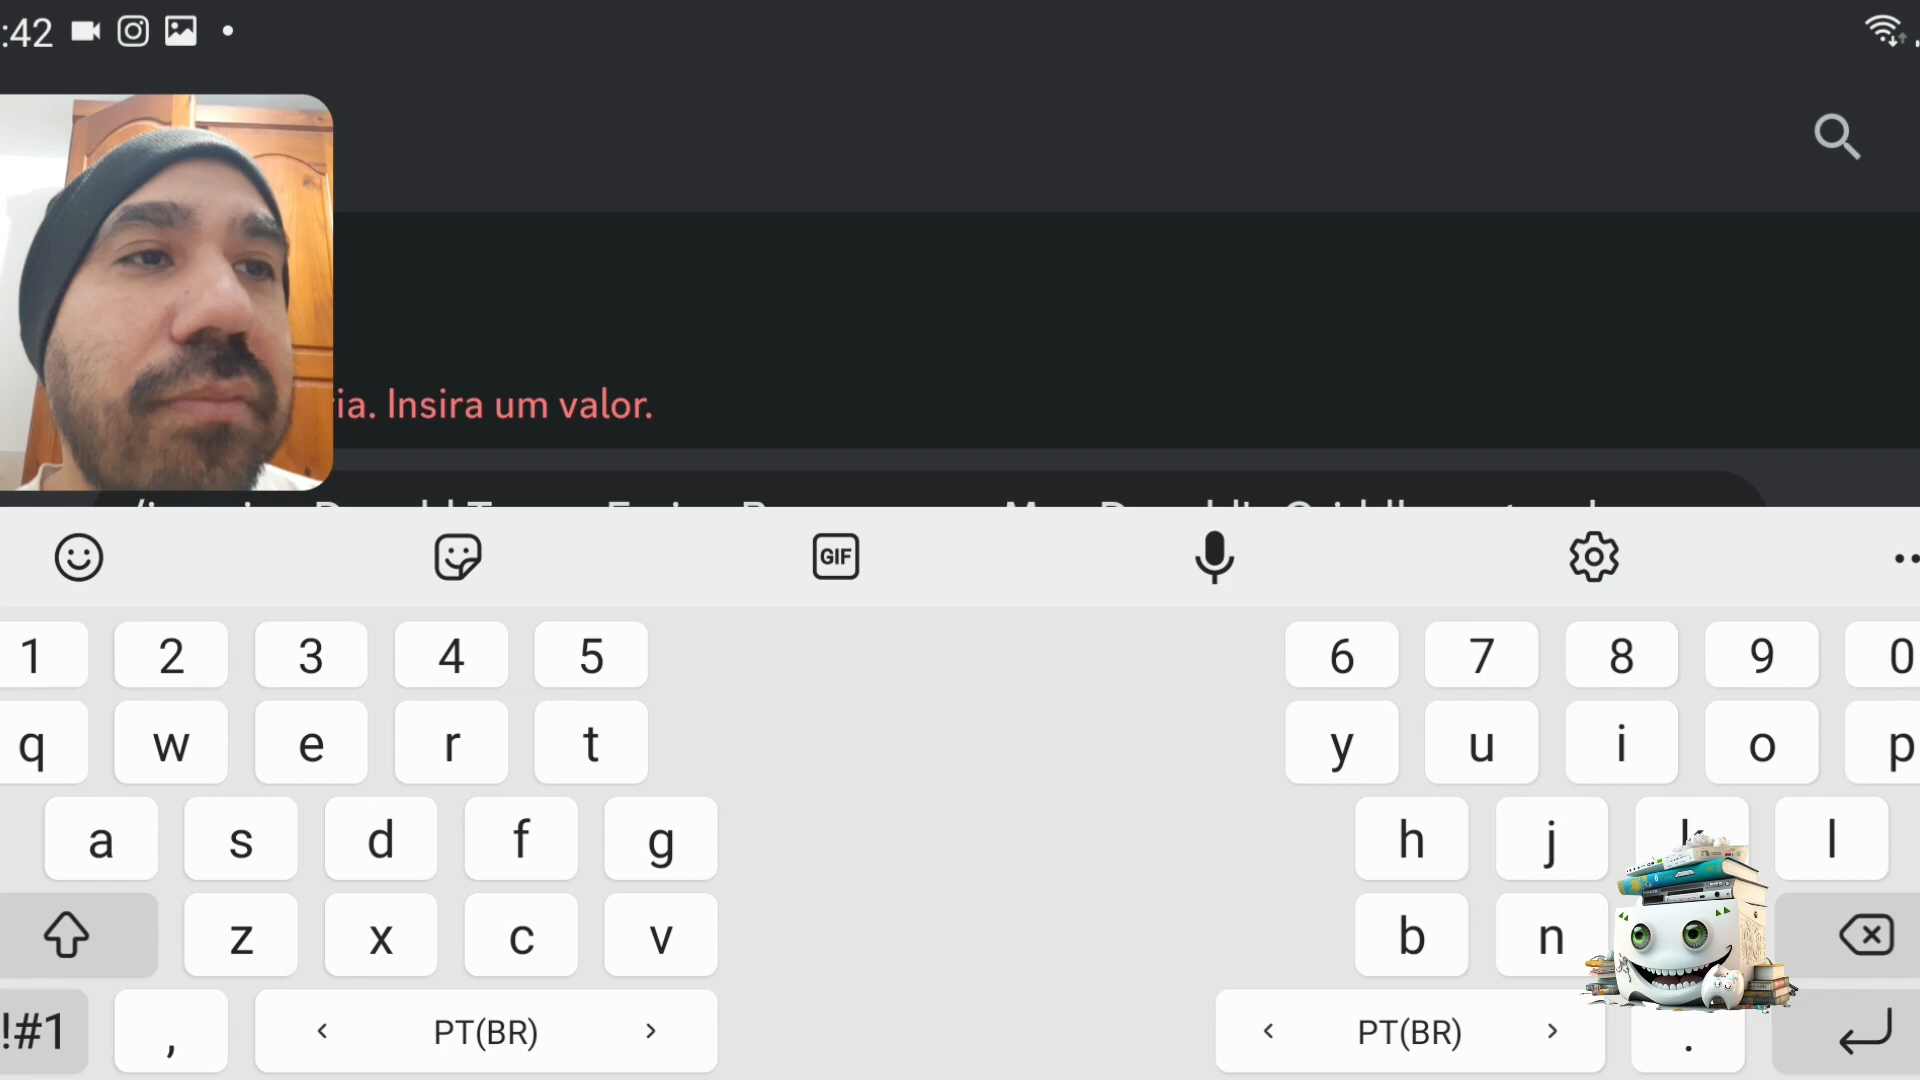 :42
ia. Insira um valor.
GIF
1 2 3 4 5 6 7 8 9 0
q w e r t y u i o p
a s d f g h j k l
z x c v b n
!#1 , < PT(BR) > < PT(BR) > .